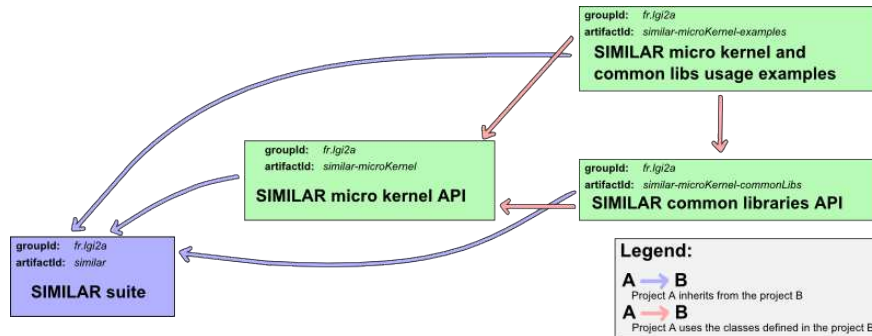 groupId: fr.lgi2a
artifactId: similar-microKernel-examples
SIMILAR micro kernel and
common libs usage examples
groupId: fr.lgi2a
artifactId: similar-microKernel
SIMILAR micro kernel API
groupId: fr.lgi2a
artifactId: similar-microKernel-commonLibs
SIMILAR common libraries API
groupId: fr.lgi2a
artifactId: similar
SIMILAR suite
Legend:
A B
Project A inherits from the project B
A B
Project A uses the classes defined in the project B